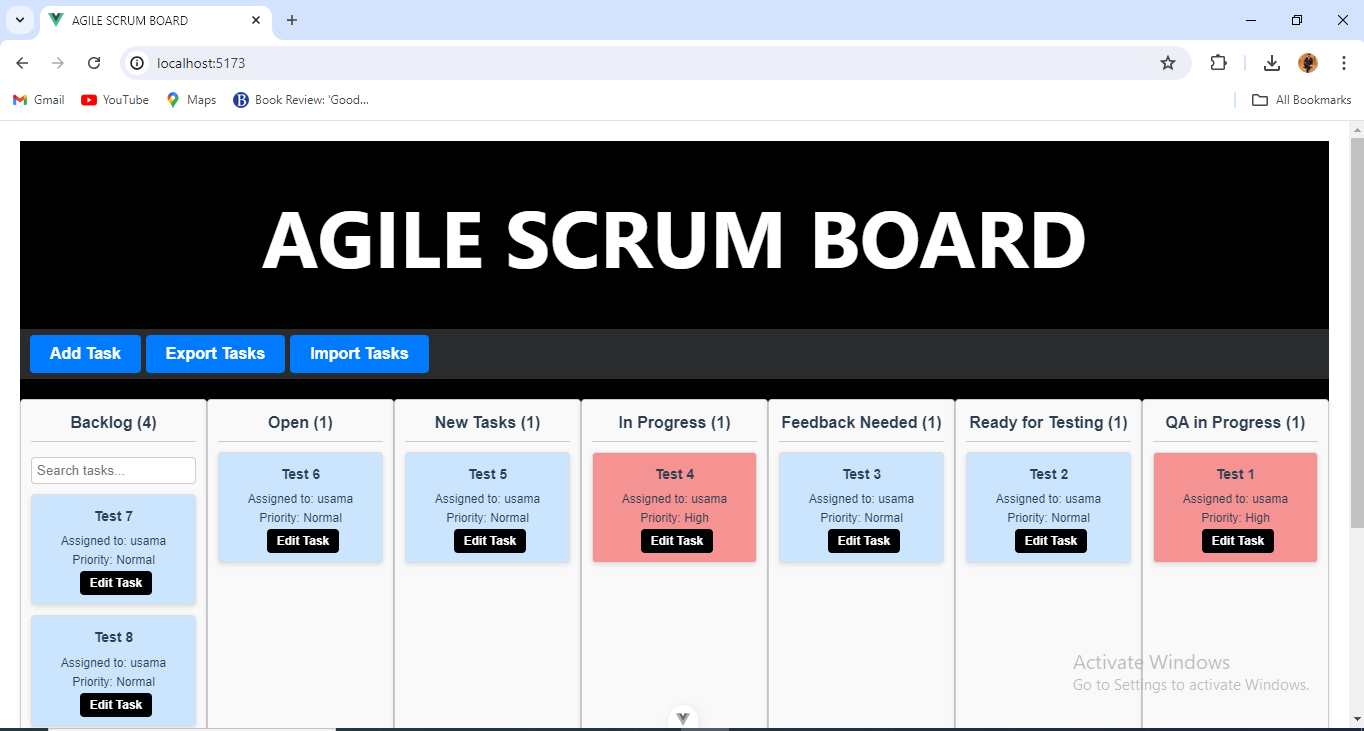 AGILE SCRUM BOARD
localhost:5173
Gmail
YouTube
Maps
Book Review: 'Good...
All Bookmarks
AGILE SCRUM BOARD
Add Task
Export Tasks
Import Tasks
Backlog (4)
Search tasks...
Test 7
Assigned to: usama
Priority: Normal
Edit Task
Test 8
Assigned to: usama
Priority: Normal
Edit Task
Open (1)
Test 6
Assigned to: usama
Priority: Normal
Edit Task
New Tasks (1)
Test 5
Assigned to: usama
Priority: Normal
Edit Task
In Progress (1)
Test 4
Assigned to: usama
Priority: High
Edit Task
Feedback Needed (1)
Test 3
Assigned to: usama
Priority: Normal
Edit Task
Ready for Testing (1)
Test 2
Assigned to: usama
Priority: Normal
Edit Task
QA in Progress (1)
Test 1
Assigned to: usama
Priority: High
Edit Task
Activate Windows
Go to Settings to activate Windows.